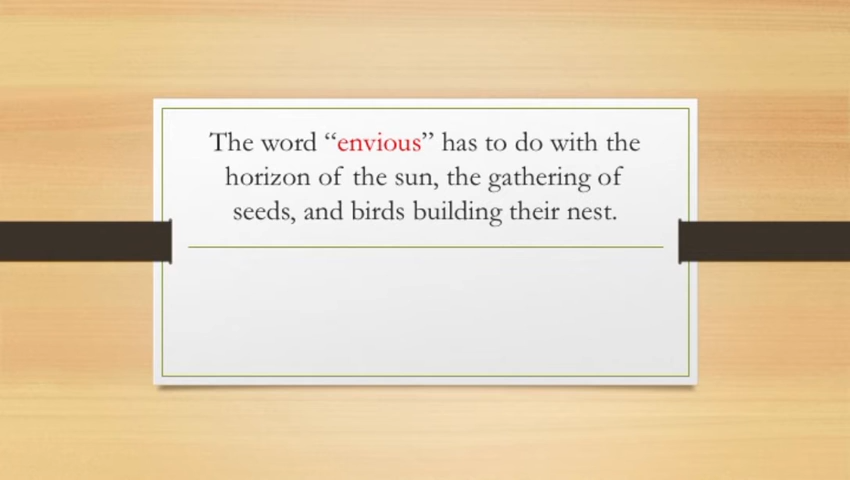 The word “envious” has to do with the
horizon of the sun, the gathering of
seeds, and birds building their nest.